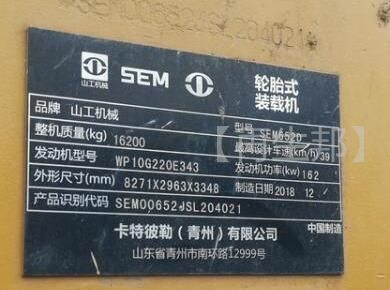 山工机械 SEM 轮胎式
装载机
品牌 山工机械 型号 SEM652D
整机质量(kg) 16200 最高设计车速(km/h) 39
发动机型号 WP10G220E343 发动机功率(kw) 162
外形尺寸(mm) 8271X2963X3348 制造日期 2018 12
产品识别代码 SEM00652JSL204021
卡特彼勒(青州)有限公司 中国制造
山东省青州市南环路12999号